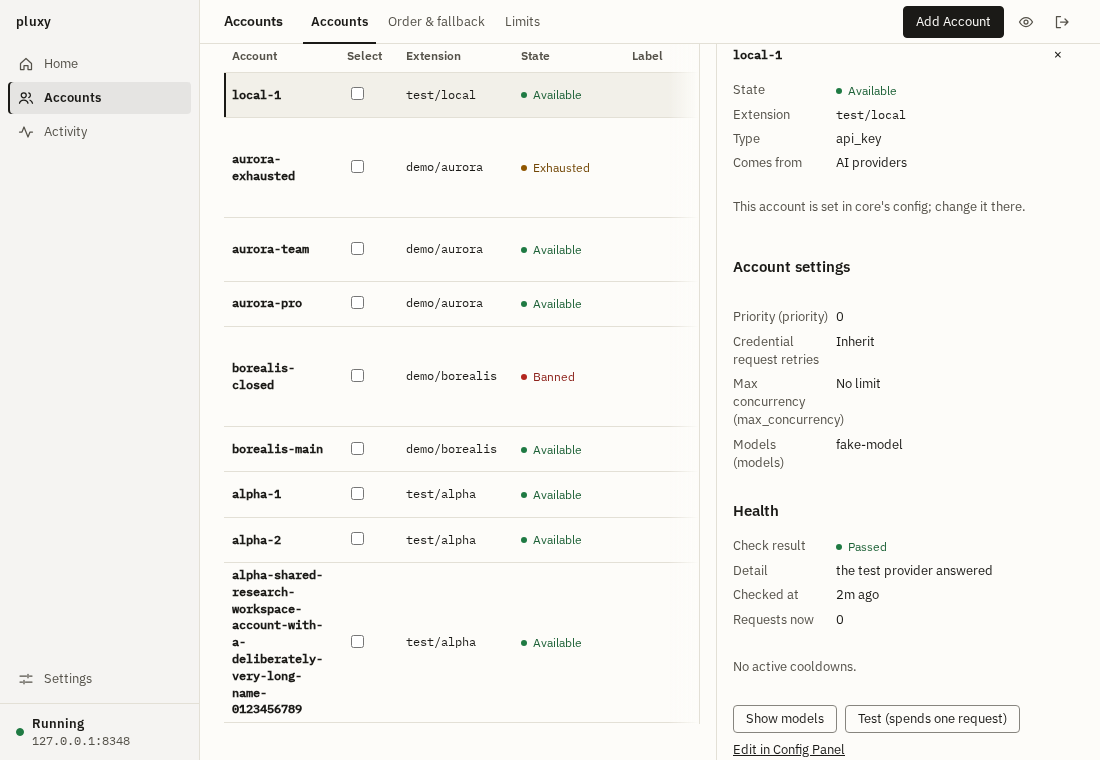 pluxy
Home
Accounts
Activity
Settings
Running
127.0.0.1:8348
Accounts
Accounts Order & fallback Limits
Add Account
Account Select Extension State Label
local-1 test/local Available
aurora-
exhausted
demo/aurora Exhausted
aurora-team demo/aurora Available
aurora-pro demo/aurora Available
borealis-
closed
demo/borealis Banned
borealis-main demo/borealis Available
alpha-1 test/alpha Available
alpha-2 test/alpha Available
alpha-shared-
research-
workspace-
account-with-
a-
deliberately-
very-long-
name-
0123456789
test/alpha Available
local-1 ×
State Available
Extension test/local
Type api_key
Comes from AI providers
This account is set in core's config; change it there.
Account settings
Priority (priority) 0
Credential
request retries
Inherit
Max
concurrency
(max_concurrency)
No limit
Models
(models)
fake-model
Health
Check result Passed
Detail the test provider answered
Checked at 2m ago
Requests now 0
No active cooldowns.
Show models Test (spends one request)
Edit in Config Panel